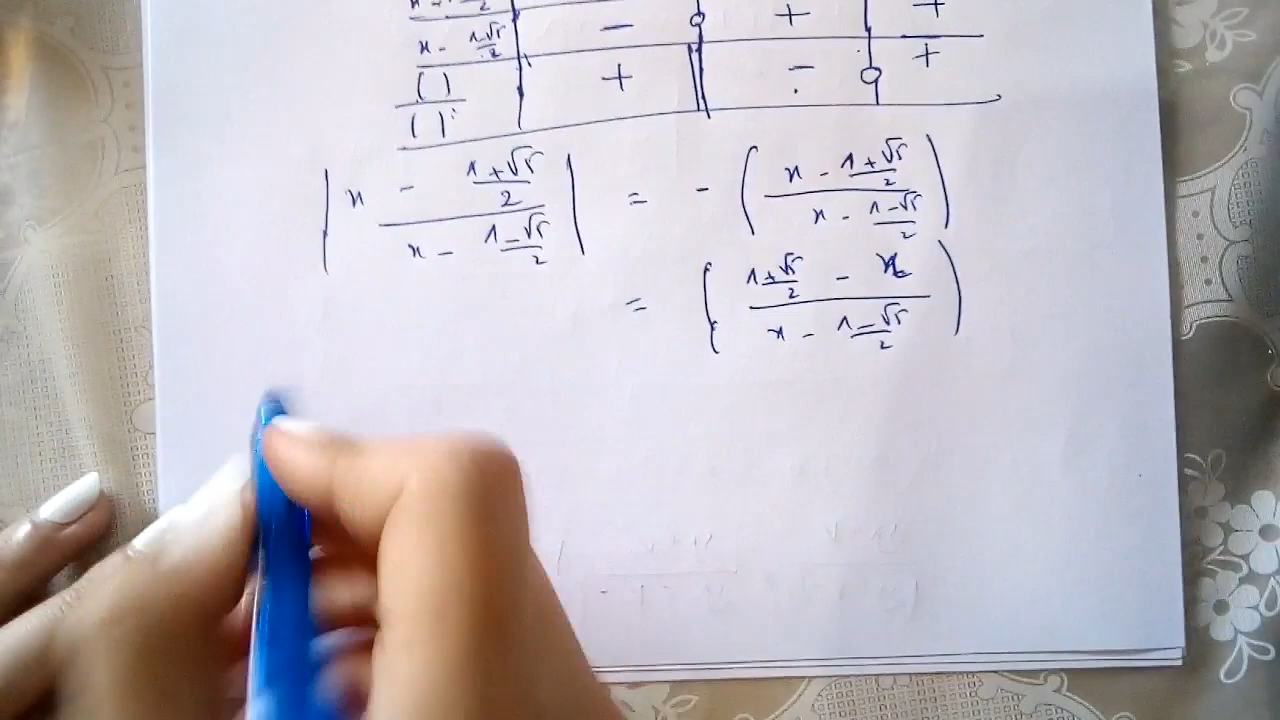 x - (1-√5)/2 | - | + | +
( )/( ) | + | - | +
| (x - (1+√5)/2) / (x - (1-√5)/2) | = - ( (x - (1+√5)/2) / (x - (1-√5)/2) )
= ( ((1+√5)/2 - x) / (x - (1-√5)/2) )